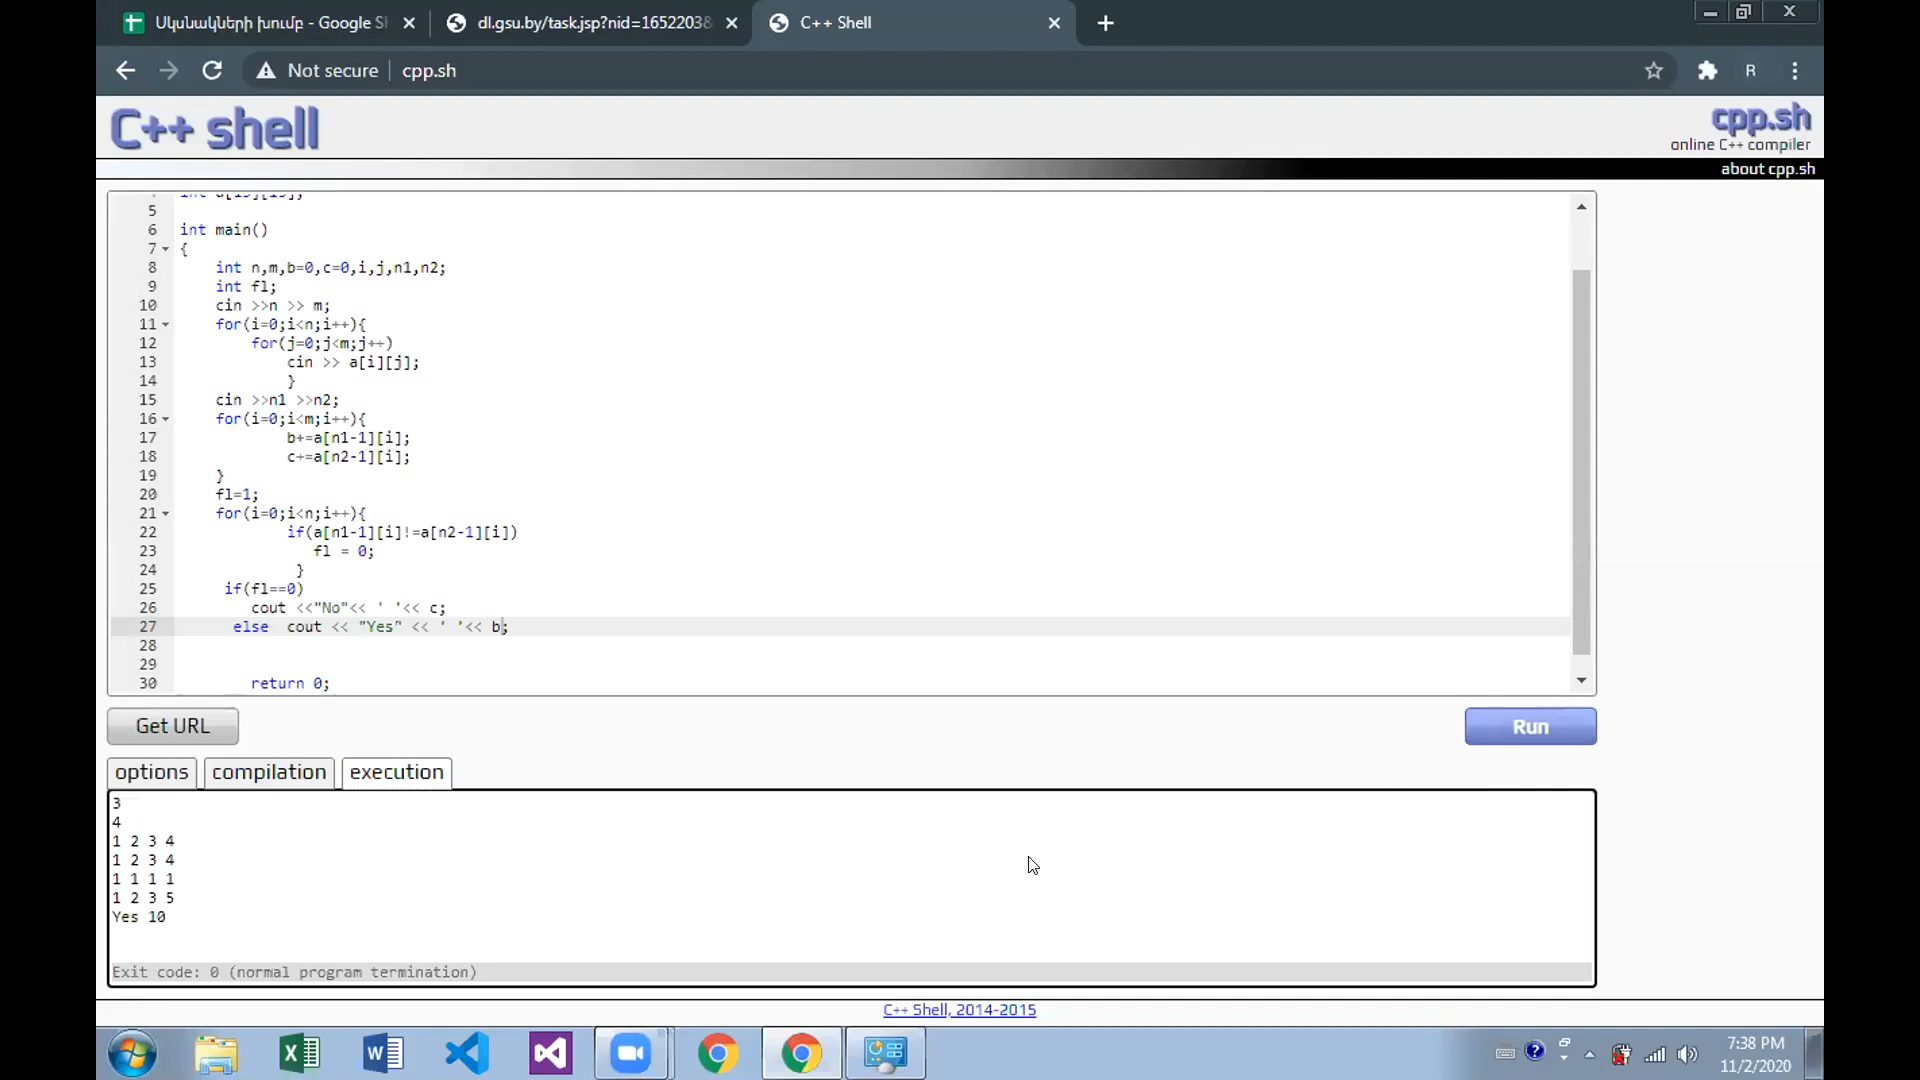 Սկսնակների խումբ - Google Sh
dl.gsu.by/task.jsp?nid=1652203&
C++ Shell
Not secure
cpp.sh
R
C++ shell
cpp.sh
online C++ compiler
about cpp.sh
5
6 int main()
7 {
8 int n,m,b=0,c=0,i,j,n1,n2;
9 int fl;
10 cin >>n >> m;
11 for(i=0;i<n;i++){
12 for(j=0;j<m;j++)
13 cin >> a[i][j];
14 }
15 cin >>n1 >>n2;
16 for(i=0;i<m;i++){
17 b+=a[n1-1][i];
18 c+=a[n2-1][i];
19 }
20 fl=1;
21 for(i=0;i<n;i++){
22 if(a[n1-1][i]!=a[n2-1][i])
23 fl = 0;
24 }
25 if(fl==0)
26 cout <<"No"<< ' '<< c;
27 else cout << "Yes" << ' '<< b;
28
29
30 return 0;
Get URL
Run
options
compilation
execution
3
4
1 2 3 4
1 2 3 4
1 1 1 1
1 2 3 5
Yes 10
Exit code: 0 (normal program termination)
C++ Shell, 2014-2015
7:38 PM
11/2/2020